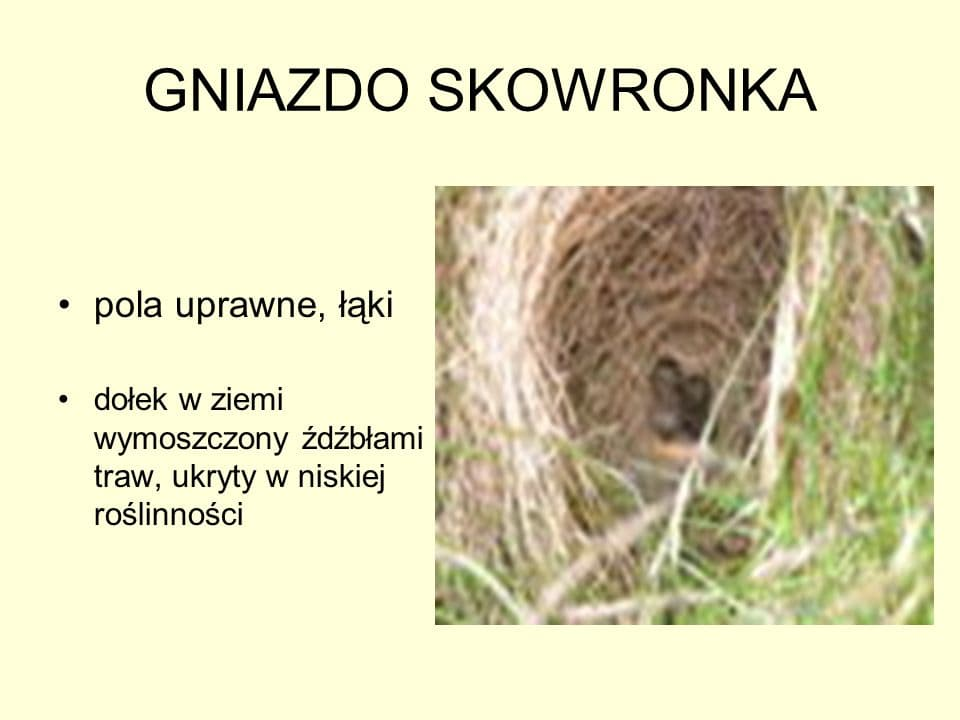 GNIAZDO SKOWRONKA
• pola uprawne, łąki
• dołek w ziemi
wymoszczony źdźbłami
traw, ukryty w niskiej
roślinności